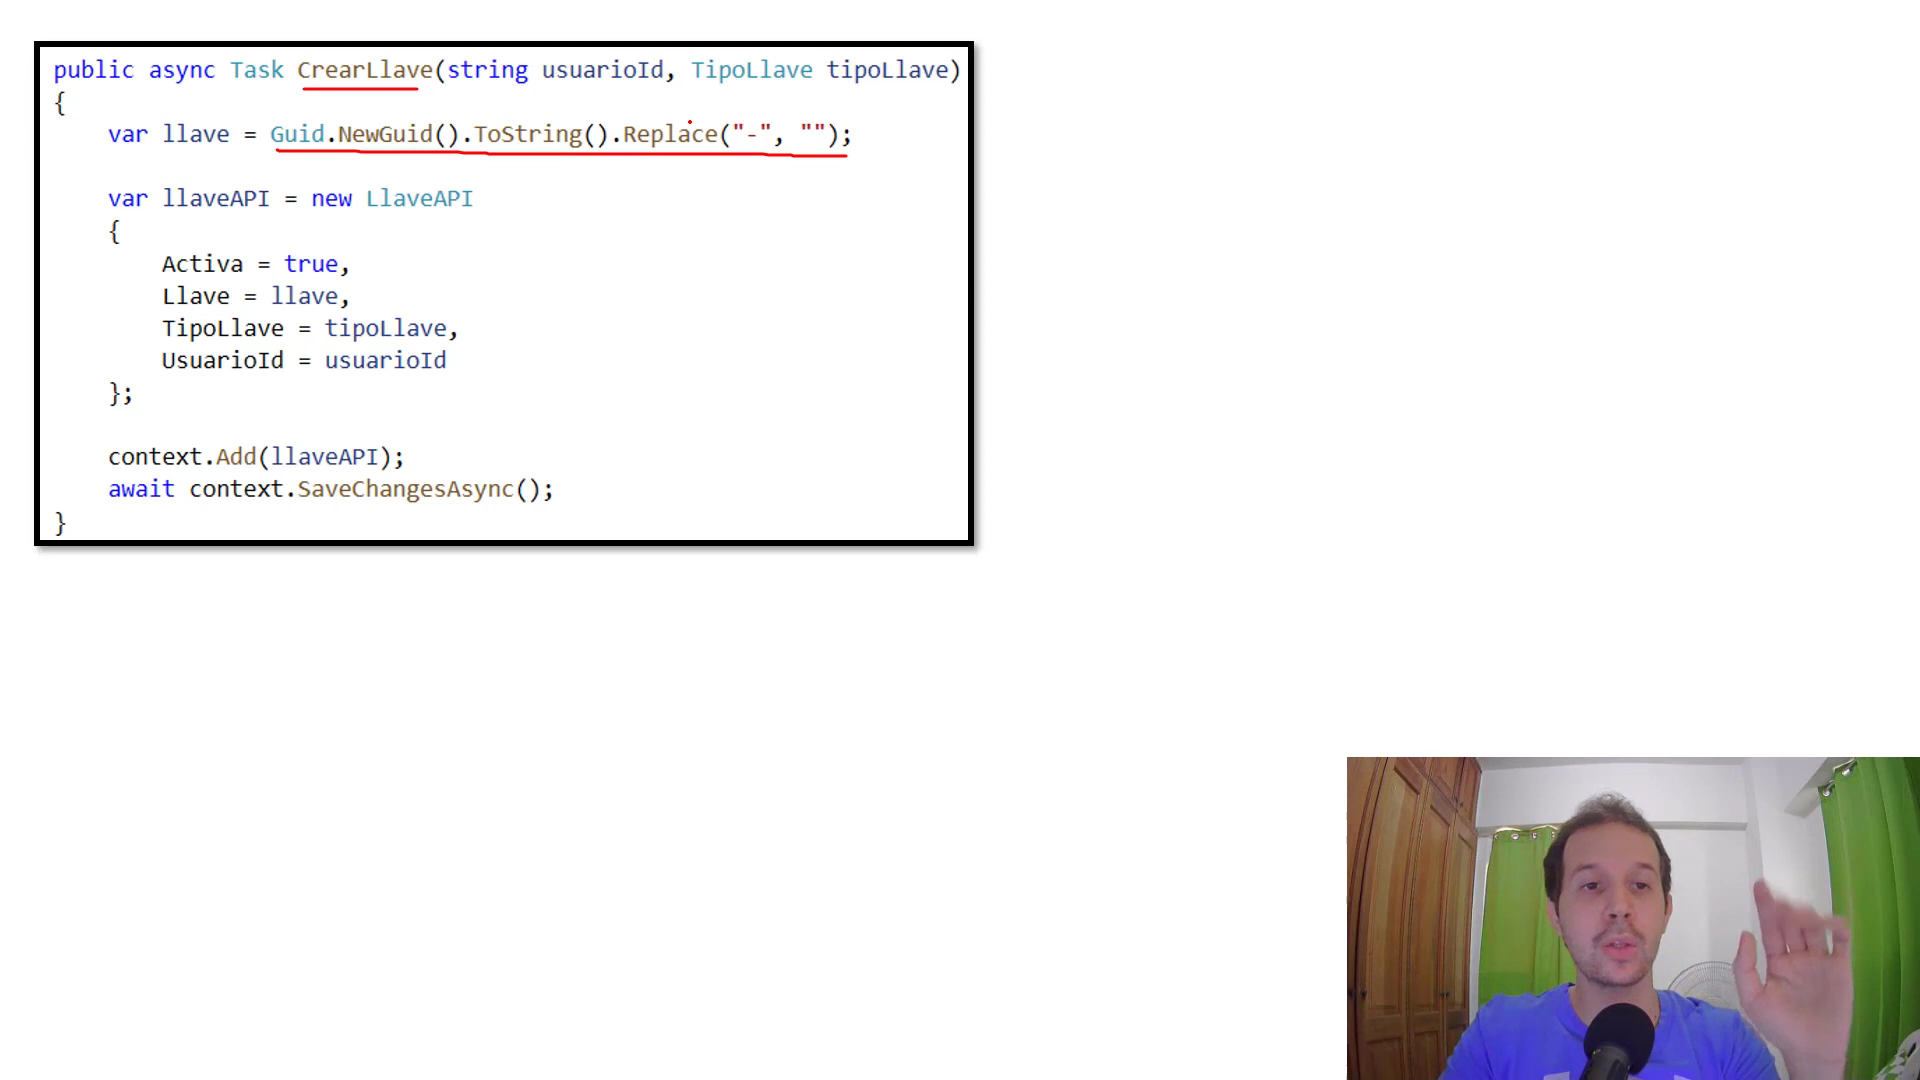 public async Task CrearLlave(string usuarioId, TipoLlave tipoLlave)
{
var llave = Guid.NewGuid().ToString().Replace("-", "");
var llaveAPI = new LlaveAPI
{
Activa = true,
Llave = llave,
TipoLlave = tipoLlave,
UsuarioId = usuarioId
};
context.Add(llaveAPI);
await context.SaveChangesAsync();
}